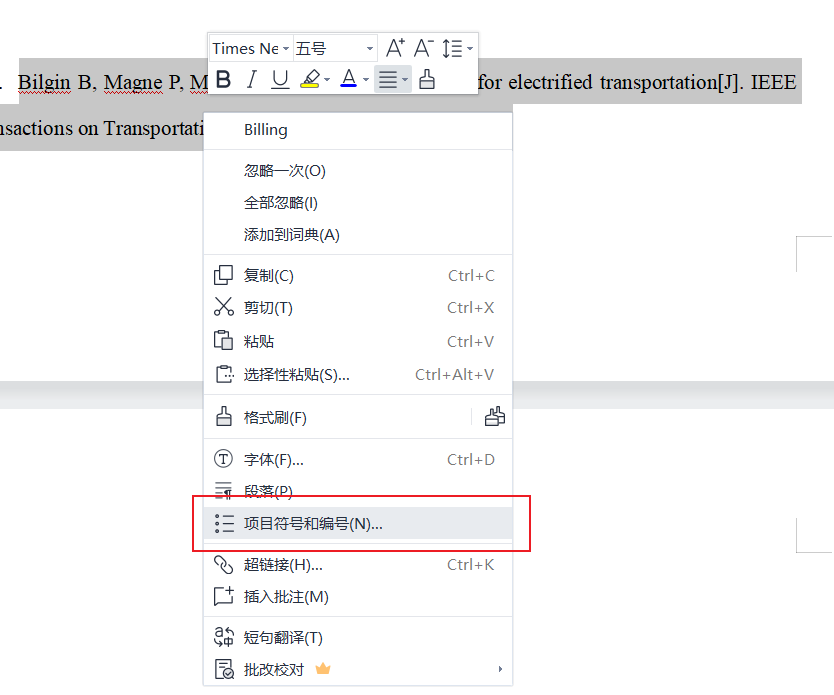 Times Ne 五号 A+ A-
. Bilgin B, Magne P, M B I U A for electrified transportation[J]. IEEE
nsactions on Transportati
Billing
忽略一次(O)
全部忽略(I)
添加到词典(A)
复制(C) Ctrl+C
剪切(T) Ctrl+X
粘贴 Ctrl+V
选择性粘贴(S)... Ctrl+Alt+V
格式刷(F)
字体(F)... Ctrl+D
段落(P)
项目符号和编号(N)...
超链接(H)... Ctrl+K
插入批注(M)
短句翻译(T)
批改校对